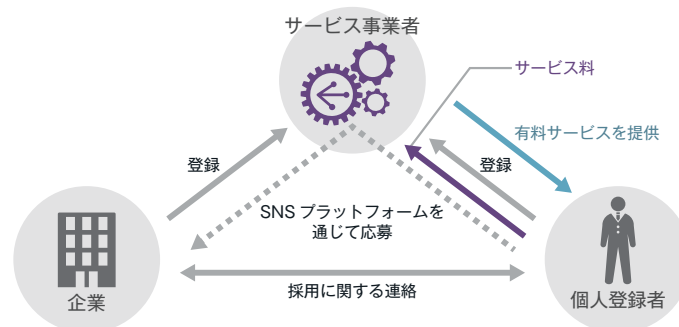 サービス事業者
サービス料
有料サービスを提供
登録
登録
SNS プラットフォームを
通じて応募
採用に関する連絡
企業
個人登録者